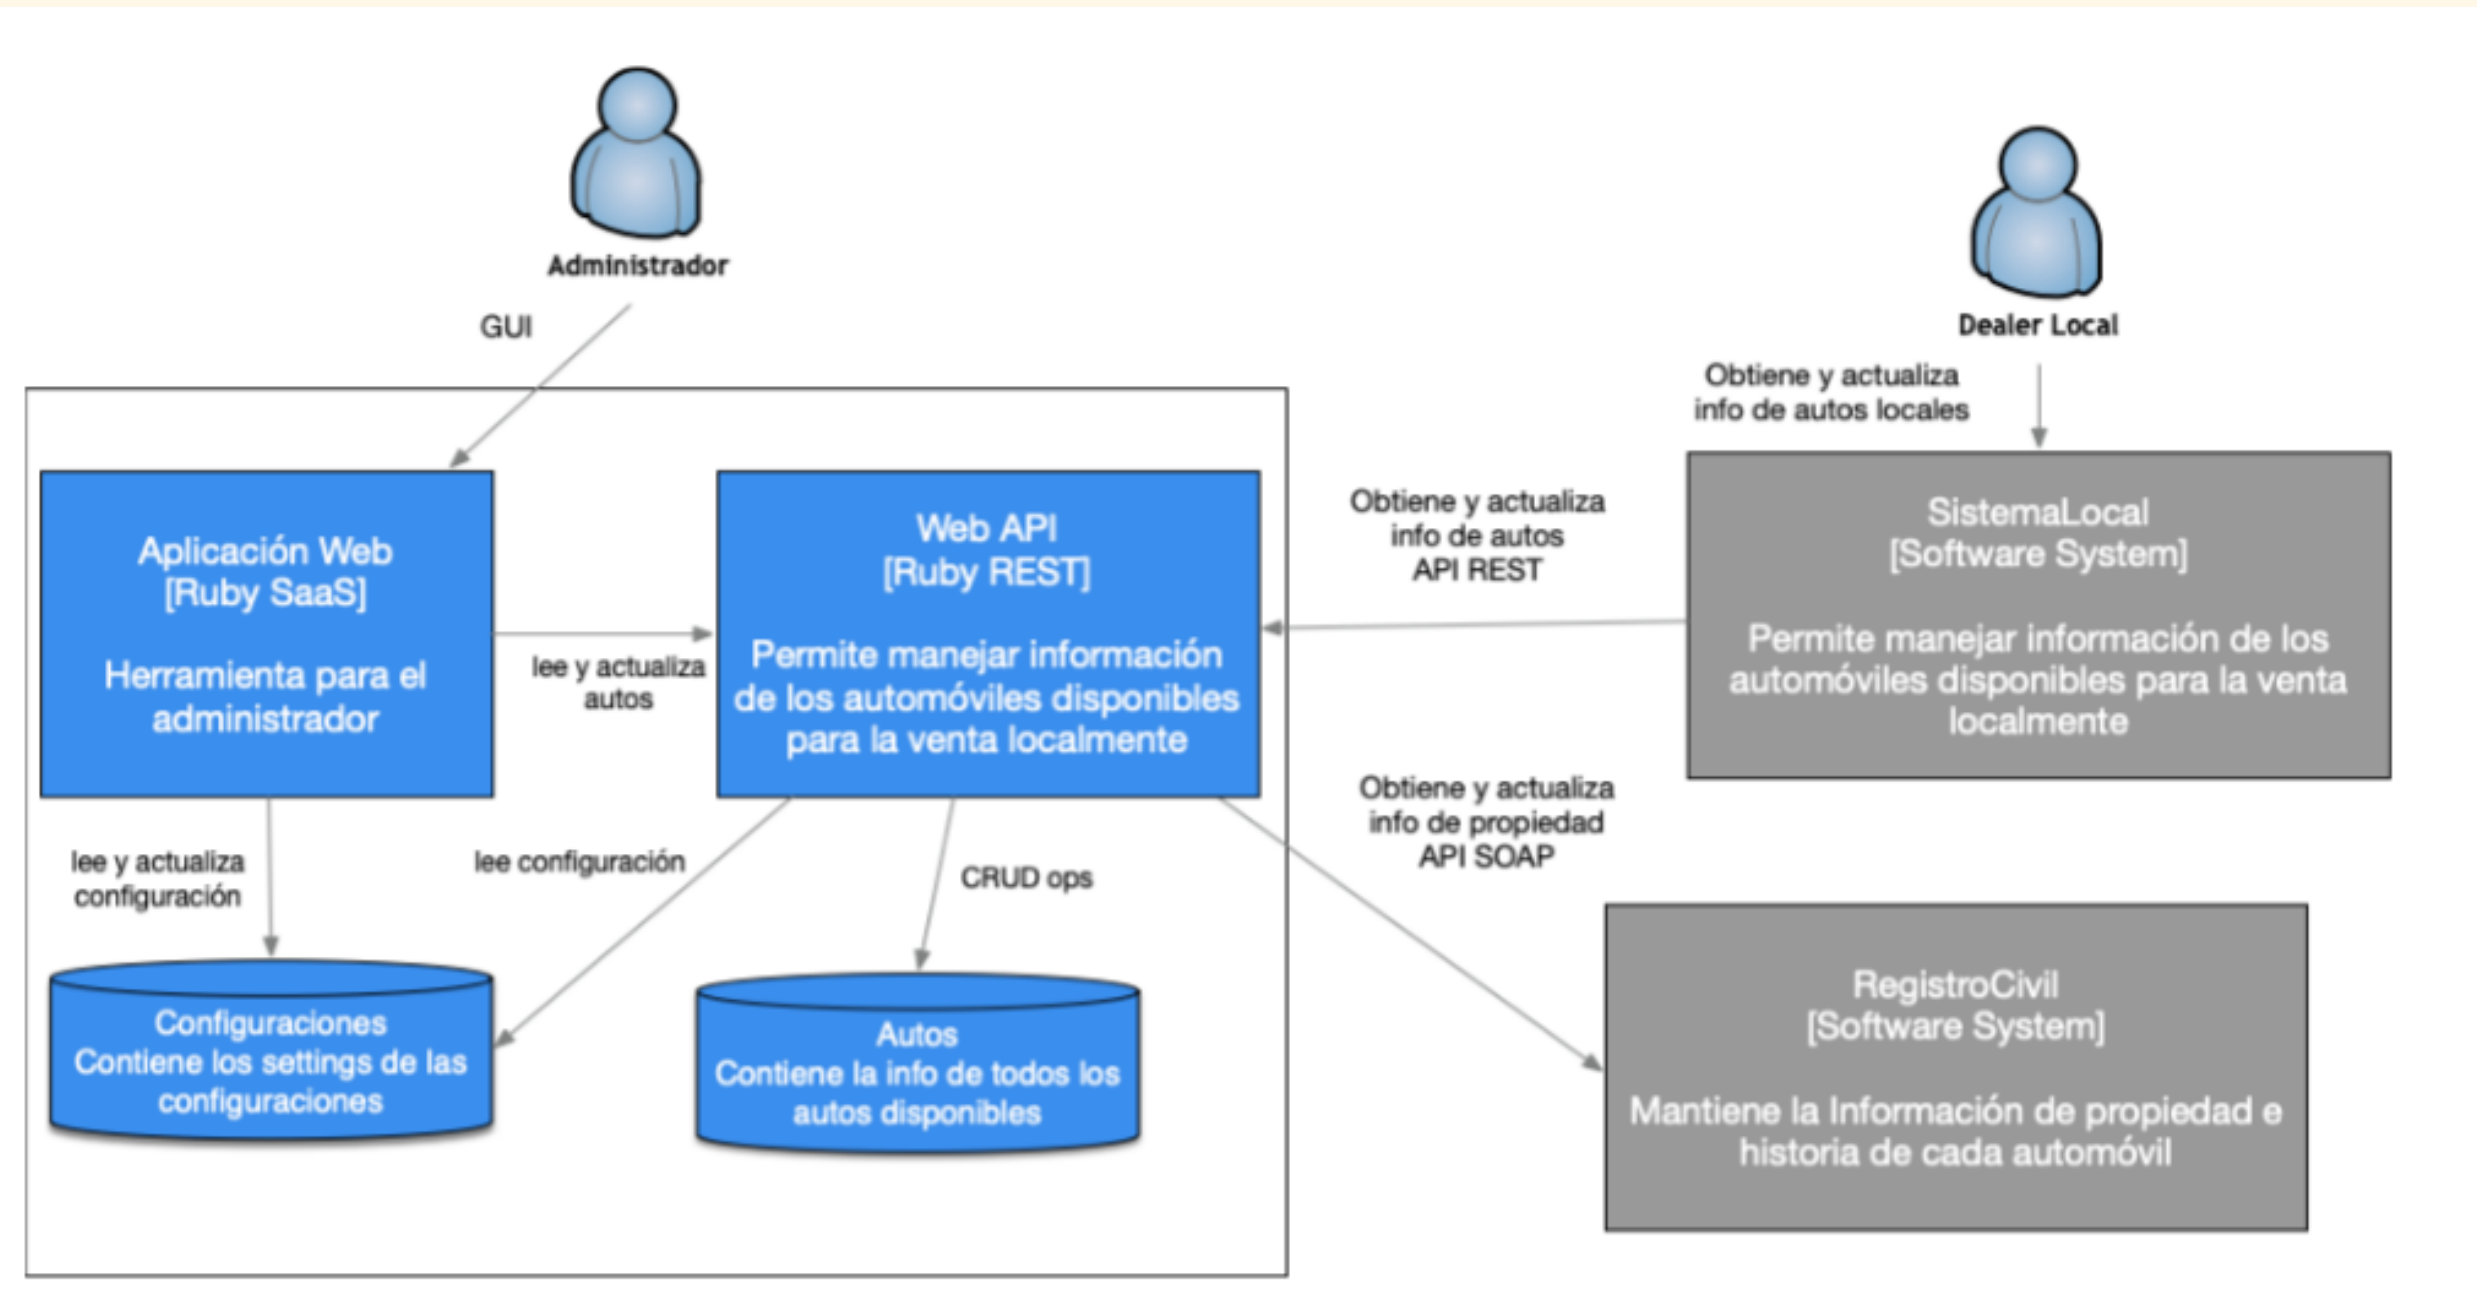 Administrador
GUI
Dealer Local
Obtiene y actualiza
info de autos locales
Aplicación Web
[Ruby SaaS]
Herramienta para el
administrador
lee y actualiza
autos
Web API
[Ruby REST]
Permite manejar información
de los automóviles disponibles
para la venta localmente
Obtiene y actualiza
info de autos
API REST
SistemaLocal
[Software System]
Permite manejar información de los
automóviles disponibles para la venta
localmente
lee y actualiza
configuración
lee configuración
CRUD ops
Obtiene y actualiza
info de propiedad
API SOAP
Configuraciones
Contiene los settings de las
configuraciones
Autos
Contiene la info de todos los
autos disponibles
RegistroCivil
[Software System]
Mantiene la Información de propiedad e
historia de cada automóvil